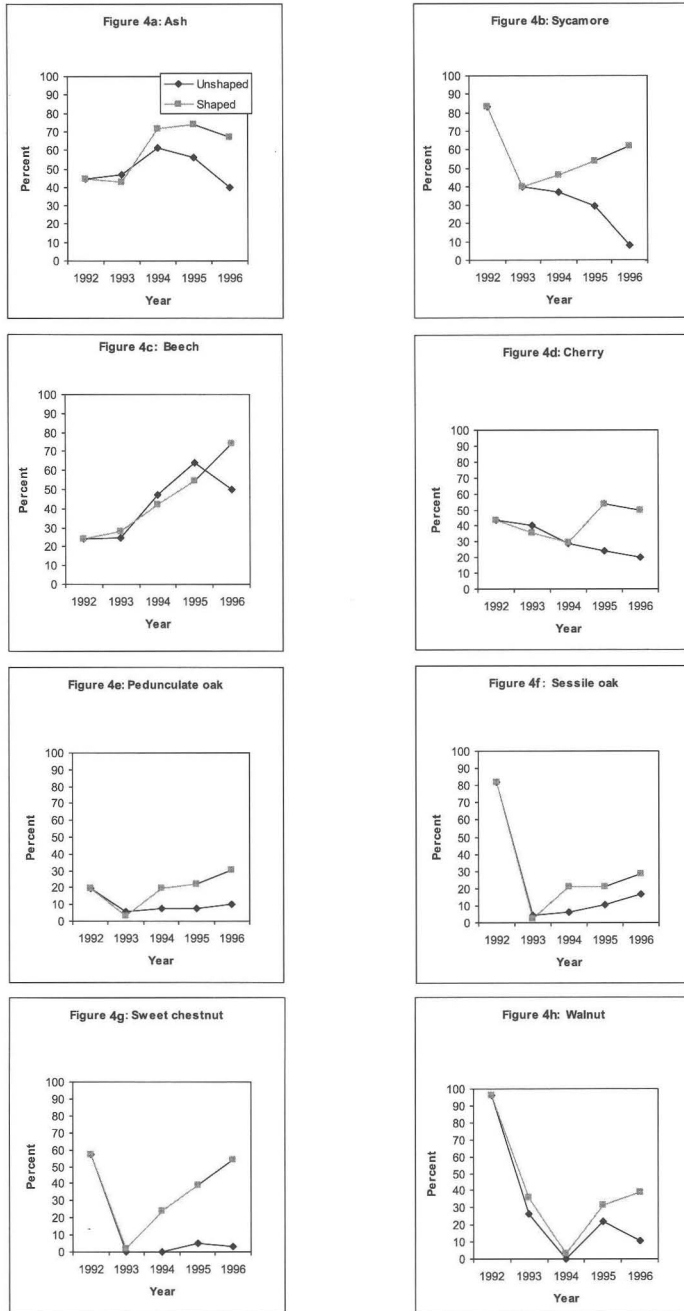 Figure 4a: Ash
100
90
80
70
60
50
40
30
20
10
0
Percent
1992 1993 1994 1995 1996
Year
Unshaped
Shaped
Figure 4b: Sycamore
100
90
80
70
60
50
40
30
20
10
0
Percent
1992 1993 1994 1995 1996
Year
Figure 4c: Beech
100
90
80
70
60
50
40
30
20
10
0
Percent
1992 1993 1994 1995 1996
Year
Figure 4d: Cherry
100
90
80
70
60
50
40
30
20
10
0
Percent
1992 1993 1994 1995 1996
Year
Figure 4e: Pedunculate oak
100
90
80
70
60
50
40
30
20
10
0
Percent
1992 1993 1994 1995 1996
Year
Figure 4f: Sessile oak
100
90
80
70
60
50
40
30
20
10
0
Percent
1992 1993 1994 1995 1996
Year
Figure 4g: Sweet chestnut
100
90
80
70
60
50
40
30
20
10
0
Percent
1992 1993 1994 1995 1996
Year
Figure 4h: Walnut
100
90
80
70
60
50
40
30
20
10
0
Percent
1992 1993 1994 1995 1996
Year